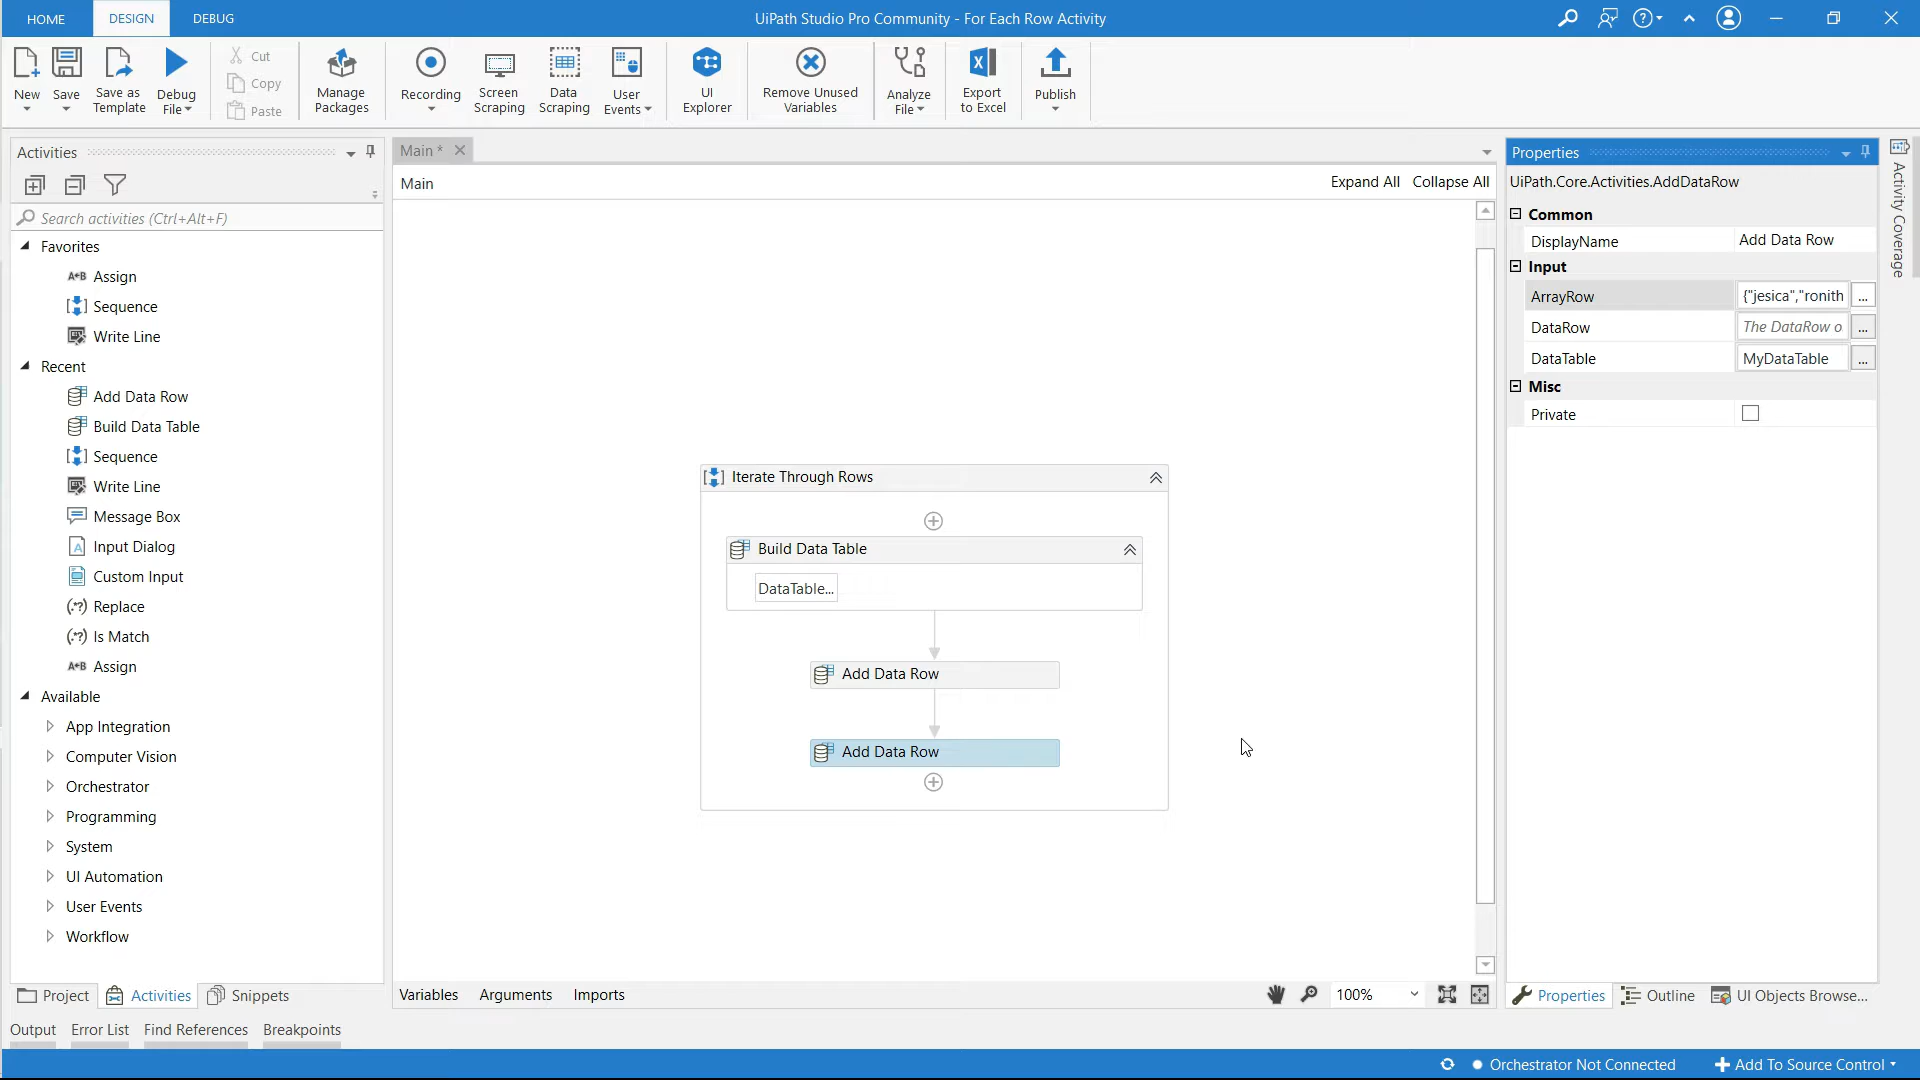 HOME DESIGN DEBUG
UiPath Studio Pro Community - For Each Row Activity
New
Save
Save as Template
Debug File
Cut
Copy
Paste
Manage Packages
Recording
Screen Scraping
Data Scraping
User Events
UI Explorer
Remove Unused Variables
Analyze File
Export to Excel
Publish
Activities
Search activities (Ctrl+Alt+F)
Favorites
Assign
Sequence
Write Line
Recent
Add Data Row
Build Data Table
Sequence
Write Line
Message Box
Input Dialog
Custom Input
Replace
Is Match
Assign
Available
App Integration
Computer Vision
Orchestrator
Programming
System
UI Automation
User Events
Workflow
Project Activities Snippets
Main *
Main
Expand All Collapse All
Iterate Through Rows
Build Data Table
DataTable...
Add Data Row
Add Data Row
Variables Arguments Imports
100%
Properties
UiPath.Core.Activities.AddDataRow
Common
DisplayName Add Data Row
Input
ArrayRow {"jesica","ronith ...
DataRow The DataRow o ...
DataTable MyDataTable ...
Misc
Private
Properties Outline UI Objects Browse...
Activity Coverage
Output Error List Find References Breakpoints
Orchestrator Not Connected
Add To Source Control